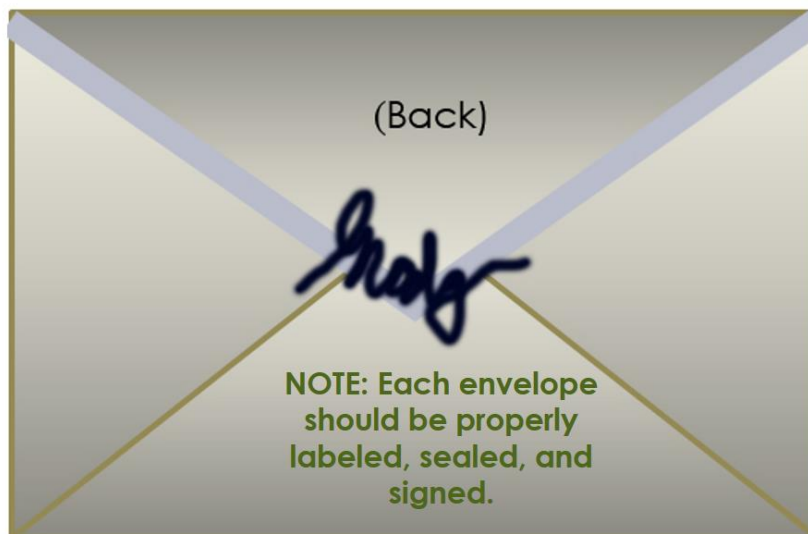 (Back)
NOTE: Each envelope
should be properly
labeled, sealed, and
signed.